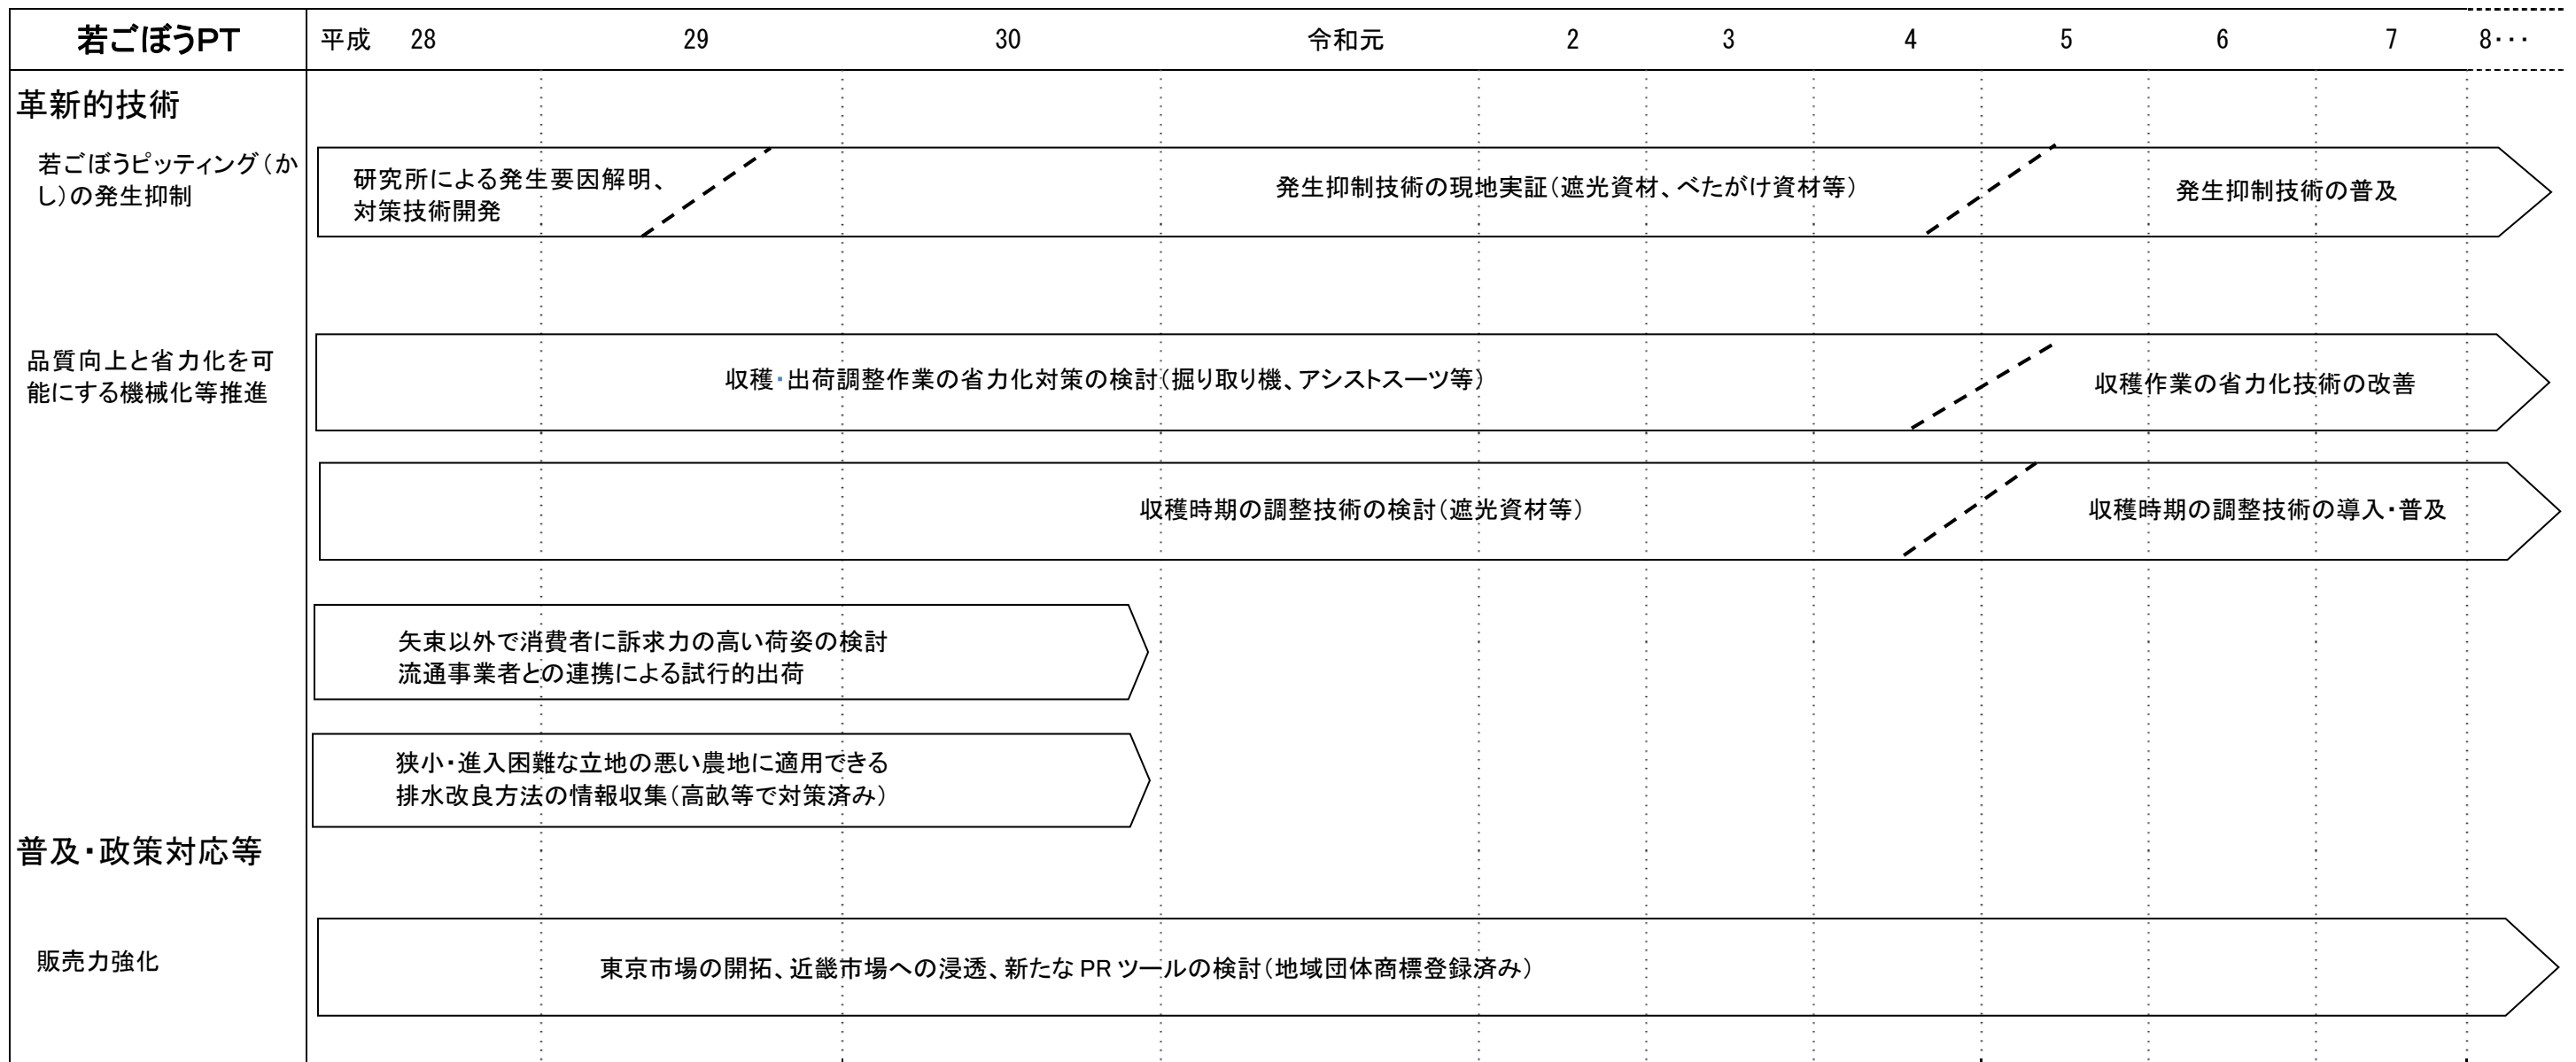 若ごぼうPT 平成 28 29 30 令和元 2 3 4 5 6 7 8・・・
革新的技術
若ごぼうピッティング（か
し）の発生抑制
研究所による発生要因解明、
対策技術開発
発生抑制技術の現地実証（遮光資材、べたがけ資材等）
発生抑制技術の普及
品質向上と省力化を可
能にする機械化等推進
収穫・出荷調整作業の省力化対策の検討（掘り取り機、アシストスーツ等）
収穫作業の省力化技術の改善
収穫時期の調整技術の検討（遮光資材等）
収穫時期の調整技術の導入・普及
矢束以外で消費者に訴求力の高い荷姿の検討
流通事業者との連携による試行的出荷
狭小・進入困難な立地の悪い農地に適用できる
排水改良方法の情報収集（高畝等で対策済み）
普及・政策対応等
販売力強化
東京市場の開拓、近畿市場への浸透、新たな PR ツールの検討（地域団体商標登録済み）